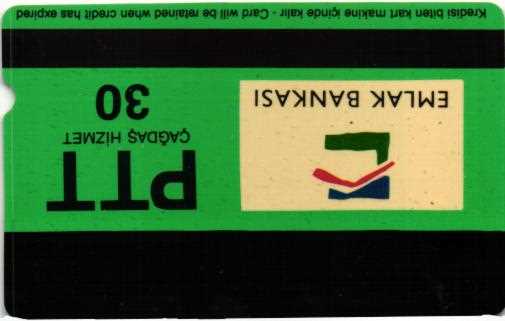 PTT
ÇAĞDAŞ HİZMET
30
EMLAK BANKASI
Kredisi biten kart makine içinde kalır - Card will be retained when credit has expired